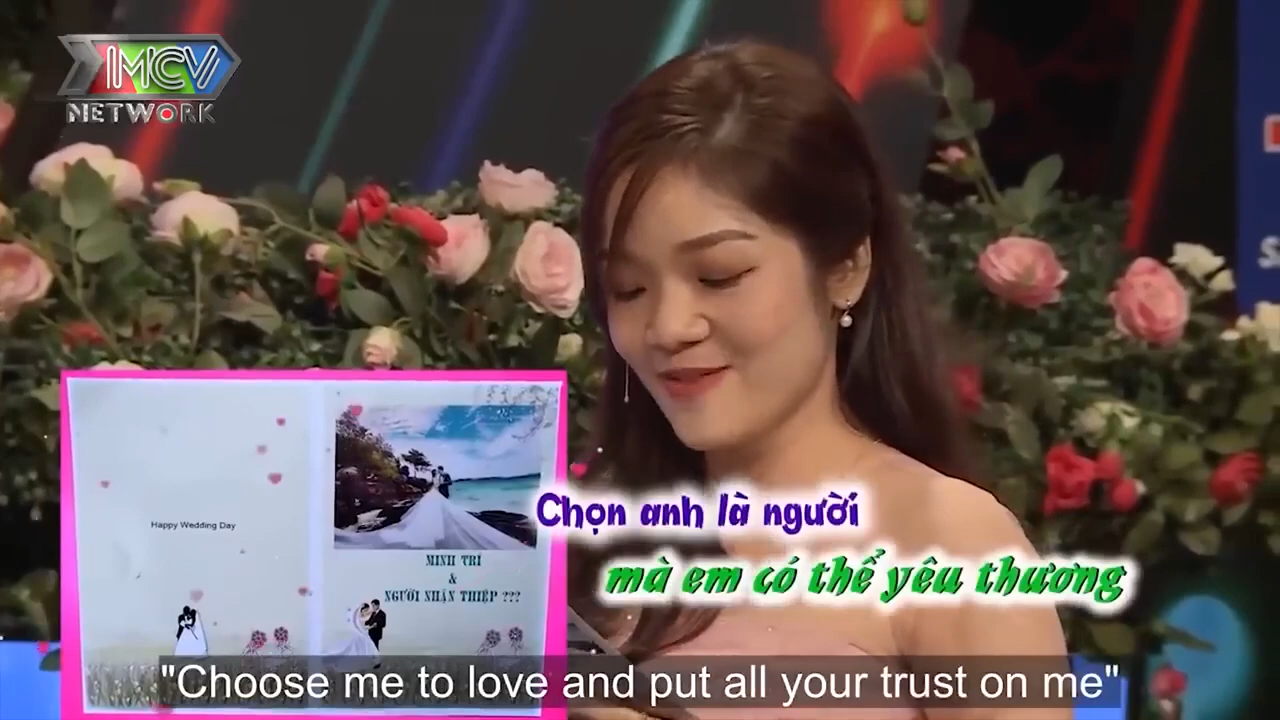 MCV
NETWORK
Happy Wedding Day
MINH TRÍ
&
NGƯỜI NHẬN THIỆP ???
Chọn anh là người
mà em có thể yêu thương
"Choose me to love and put all your trust on me"